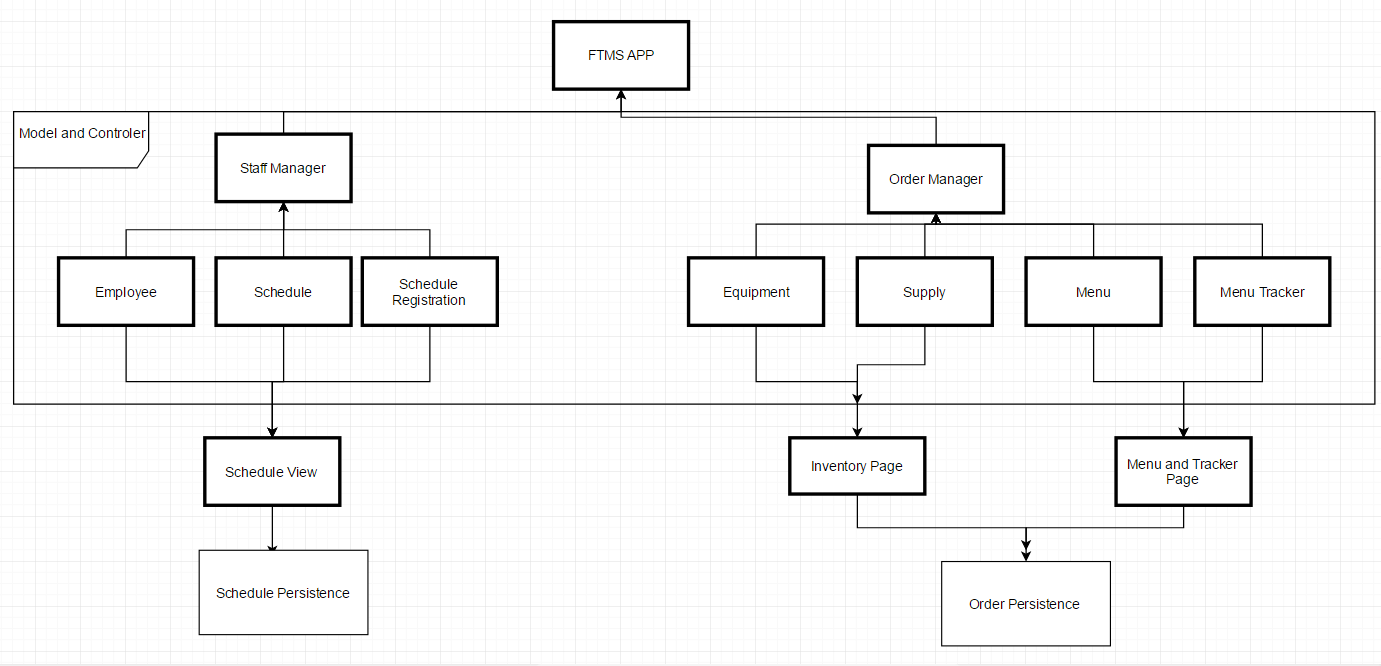 FTMS APP
Model and Controler
Staff Manager
Order Manager
Employee
Schedule
Schedule
Registration
Equipment
Supply
Menu
Menu Tracker
Schedule View
Inventory Page
Menu and Tracker
Page
Schedule Persistence
Order Persistence